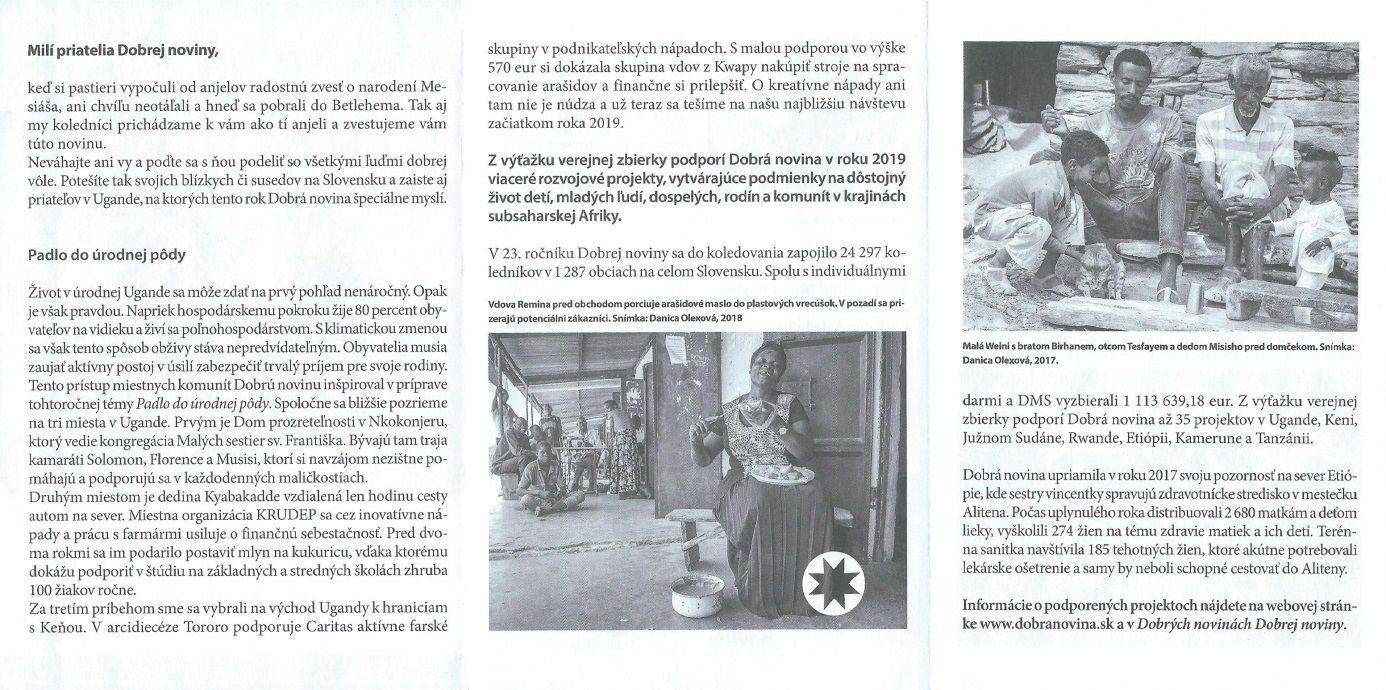 Milí priatelia Dobrej noviny,
keď si pastieri vypočuli od anjelov radostnú zvesť o narodení Me-
siáša, ani chvíľu neotáľali a hneď sa pobrali do Betlehema. Tak aj
my koledníci prichádzame k vám ako tí anjeli a zvestujeme vám
túto novinu.
Neváhajte ani vy a poďte sa s ňou podeliť so všetkými ľuďmi dobrej
vôle. Potešíte tak svojich blízkych či susedov na Slovensku a zaiste aj
priateľov v Ugande, na ktorých tento rok Dobrá novina špeciálne myslí.
Padlo do úrodnej pôdy
Život v úrodnej Ugande sa môže zdať na prvý pohľad nenáročný. Opak
je však pravdou. Napriek hospodárskemu pokroku žije 80 percent oby-
vateľov na vidieku a živí sa poľnohospodárstvom. S klimatickou zmenou
sa však tento spôsob obživy stáva nepredvídateľným. Obyvatelia musia
zaujať aktívny postoj v úsilí zabezpečiť trvalý príjem pre svoje rodiny.
Tento prístup miestnych komunít Dobrú novinu inšpiroval v príprave
tohtoročnej témy Padlo do úrodnej pôdy. Spoločne sa bližšie pozrieme
na tri miesta v Ugande. Prvým je Dom prozreteľnosti v Nkokonjeru,
ktorý vedie kongregácia Malých sestier sv. Františka. Bývajú tam traja
kamaráti Solomon, Florence a Musisi, ktorí si navzájom nezištne po-
máhajú a podporujú sa v každodenných maličkostiach.
Druhým miestom je dedina Kyabakadde vzdialená len hodinu cesty
autom na sever. Miestna organizácia KRUDEP sa cez inovatívne ná-
pady a prácu s farmármi usiluje o finančnú sebestačnosť. Pred dvo-
ma rokmi sa im podarilo postaviť mlyn na kukuricu, vďaka ktorému
dokážu podporiť v štúdiu na základných a stredných školách zhruba
100 žiakov ročne.
Za tretím príbehom sme sa vybrali na východ Ugandy k hraniciam
s Keňou. V arcidiecéze Tororo podporuje Caritas aktívne farské
skupiny v podnikateľských nápadoch. S malou podporou vo výške
570 eur si dokázala skupina vdov z Kwapy nakúpiť stroje na spra-
covanie arašidov a finančne si prilepšiť. O kreatívne nápady ani
tam nie je núdza a už teraz sa tešíme na našu najbližšiu návštevu
začiatkom roka 2019.
Z výťažku verejnej zbierky podporí Dobrá novina v roku 2019
viaceré rozvojové projekty, vytvárajúce podmienky na dôstojný
život detí, mladých ľudí, dospelých, rodín a komunít v krajinách
subsaharskej Afriky.
V 23. ročníku Dobrej noviny sa do koledovania zapojilo 24 297 ko-
ledníkov v 1 287 obciach na celom Slovensku. Spolu s individuálnymi
Vdova Remina pred obchodom porciuje arašidové maslo do plastových vrecúšok. V pozadí sa pri-
zerajú potenciálni zákazníci. Snímka: Danica Olexová, 2018
Malá Weini s bratom Birhanem, otcom Tesfayem a dedom Misisho pred domčekom. Snímka:
Danica Olexová, 2017.
darmi a DMS vyzbierali 1 113 639,18 eur. Z výťažku verejnej
zbierky podporí Dobrá novina až 35 projektov v Ugande, Keni,
Južnom Sudáne, Rwande, Etiópii, Kamerune a Tanzánii.
Dobrá novina upriamila v roku 2017 svoju pozornosť na sever Etió-
pie, kde sestry vincentky spravujú zdravotnícke stredisko v mestečku
Alitena. Počas uplynulého roka distribuovali 2 680 matkám a deťom
lieky, vyškolili 274 žien na tému zdravie matiek a ich detí. Terén-
na sanitka navštívila 185 tehotných žien, ktoré akútne potrebovali
lekárske ošetrenie a samy by neboli schopné cestovať do Aliteny.
Informácie o podporených projektoch nájdete na webovej strán-
ke www.dobranovina.sk a v Dobrých novinách Dobrej noviny.